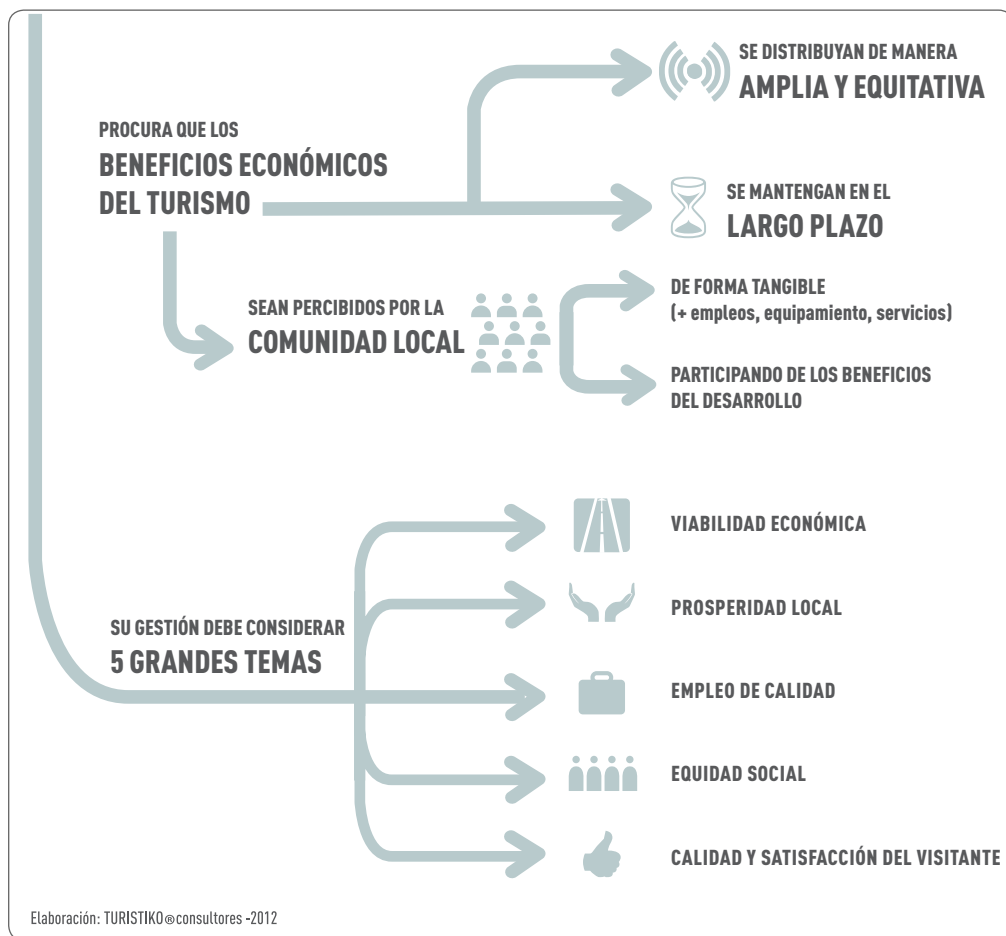 SE DISTRIBUYAN DE MANERA
AMPLIA Y EQUITATIVA
PROCURA QUE LOS
BENEFICIOS ECONÓMICOS
DEL TURISMO
SE MANTENGAN EN EL
LARGO PLAZO
SEAN PERCIBIDOS POR LA
COMUNIDAD LOCAL
DE FORMA TANGIBLE
(+ empleos, equipamiento, servicios)
PARTICIPANDO DE LOS BENEFICIOS
DEL DESARROLLO
SU GESTIÓN DEBE CONSIDERAR
5 GRANDES TEMAS
VIABILIDAD ECONÓMICA
PROSPERIDAD LOCAL
EMPLEO DE CALIDAD
EQUIDAD SOCIAL
CALIDAD Y SATISFACCIÓN DEL VISITANTE
Elaboración: TURISTIKO®consultores -2012